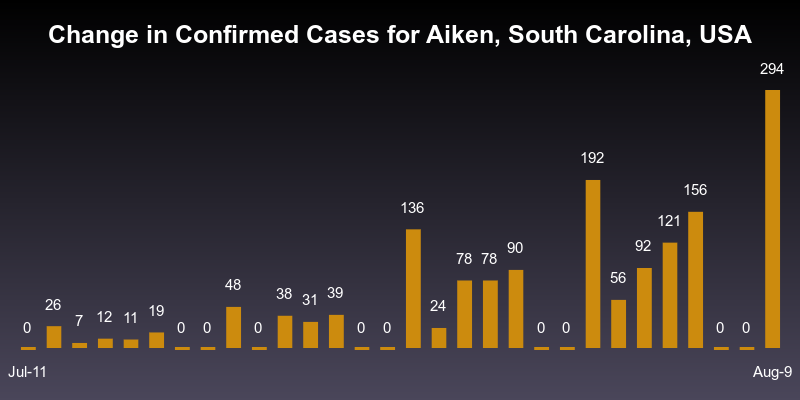 Change in Confirmed Cases for Aiken, South Carolina, USA
0 26 7 12 11 19 0 0 48 0 38 31 39 0 0 136 24 78 78 90 0 0 192 56 92 121 156 0 0 294
Jul-11 Aug-9